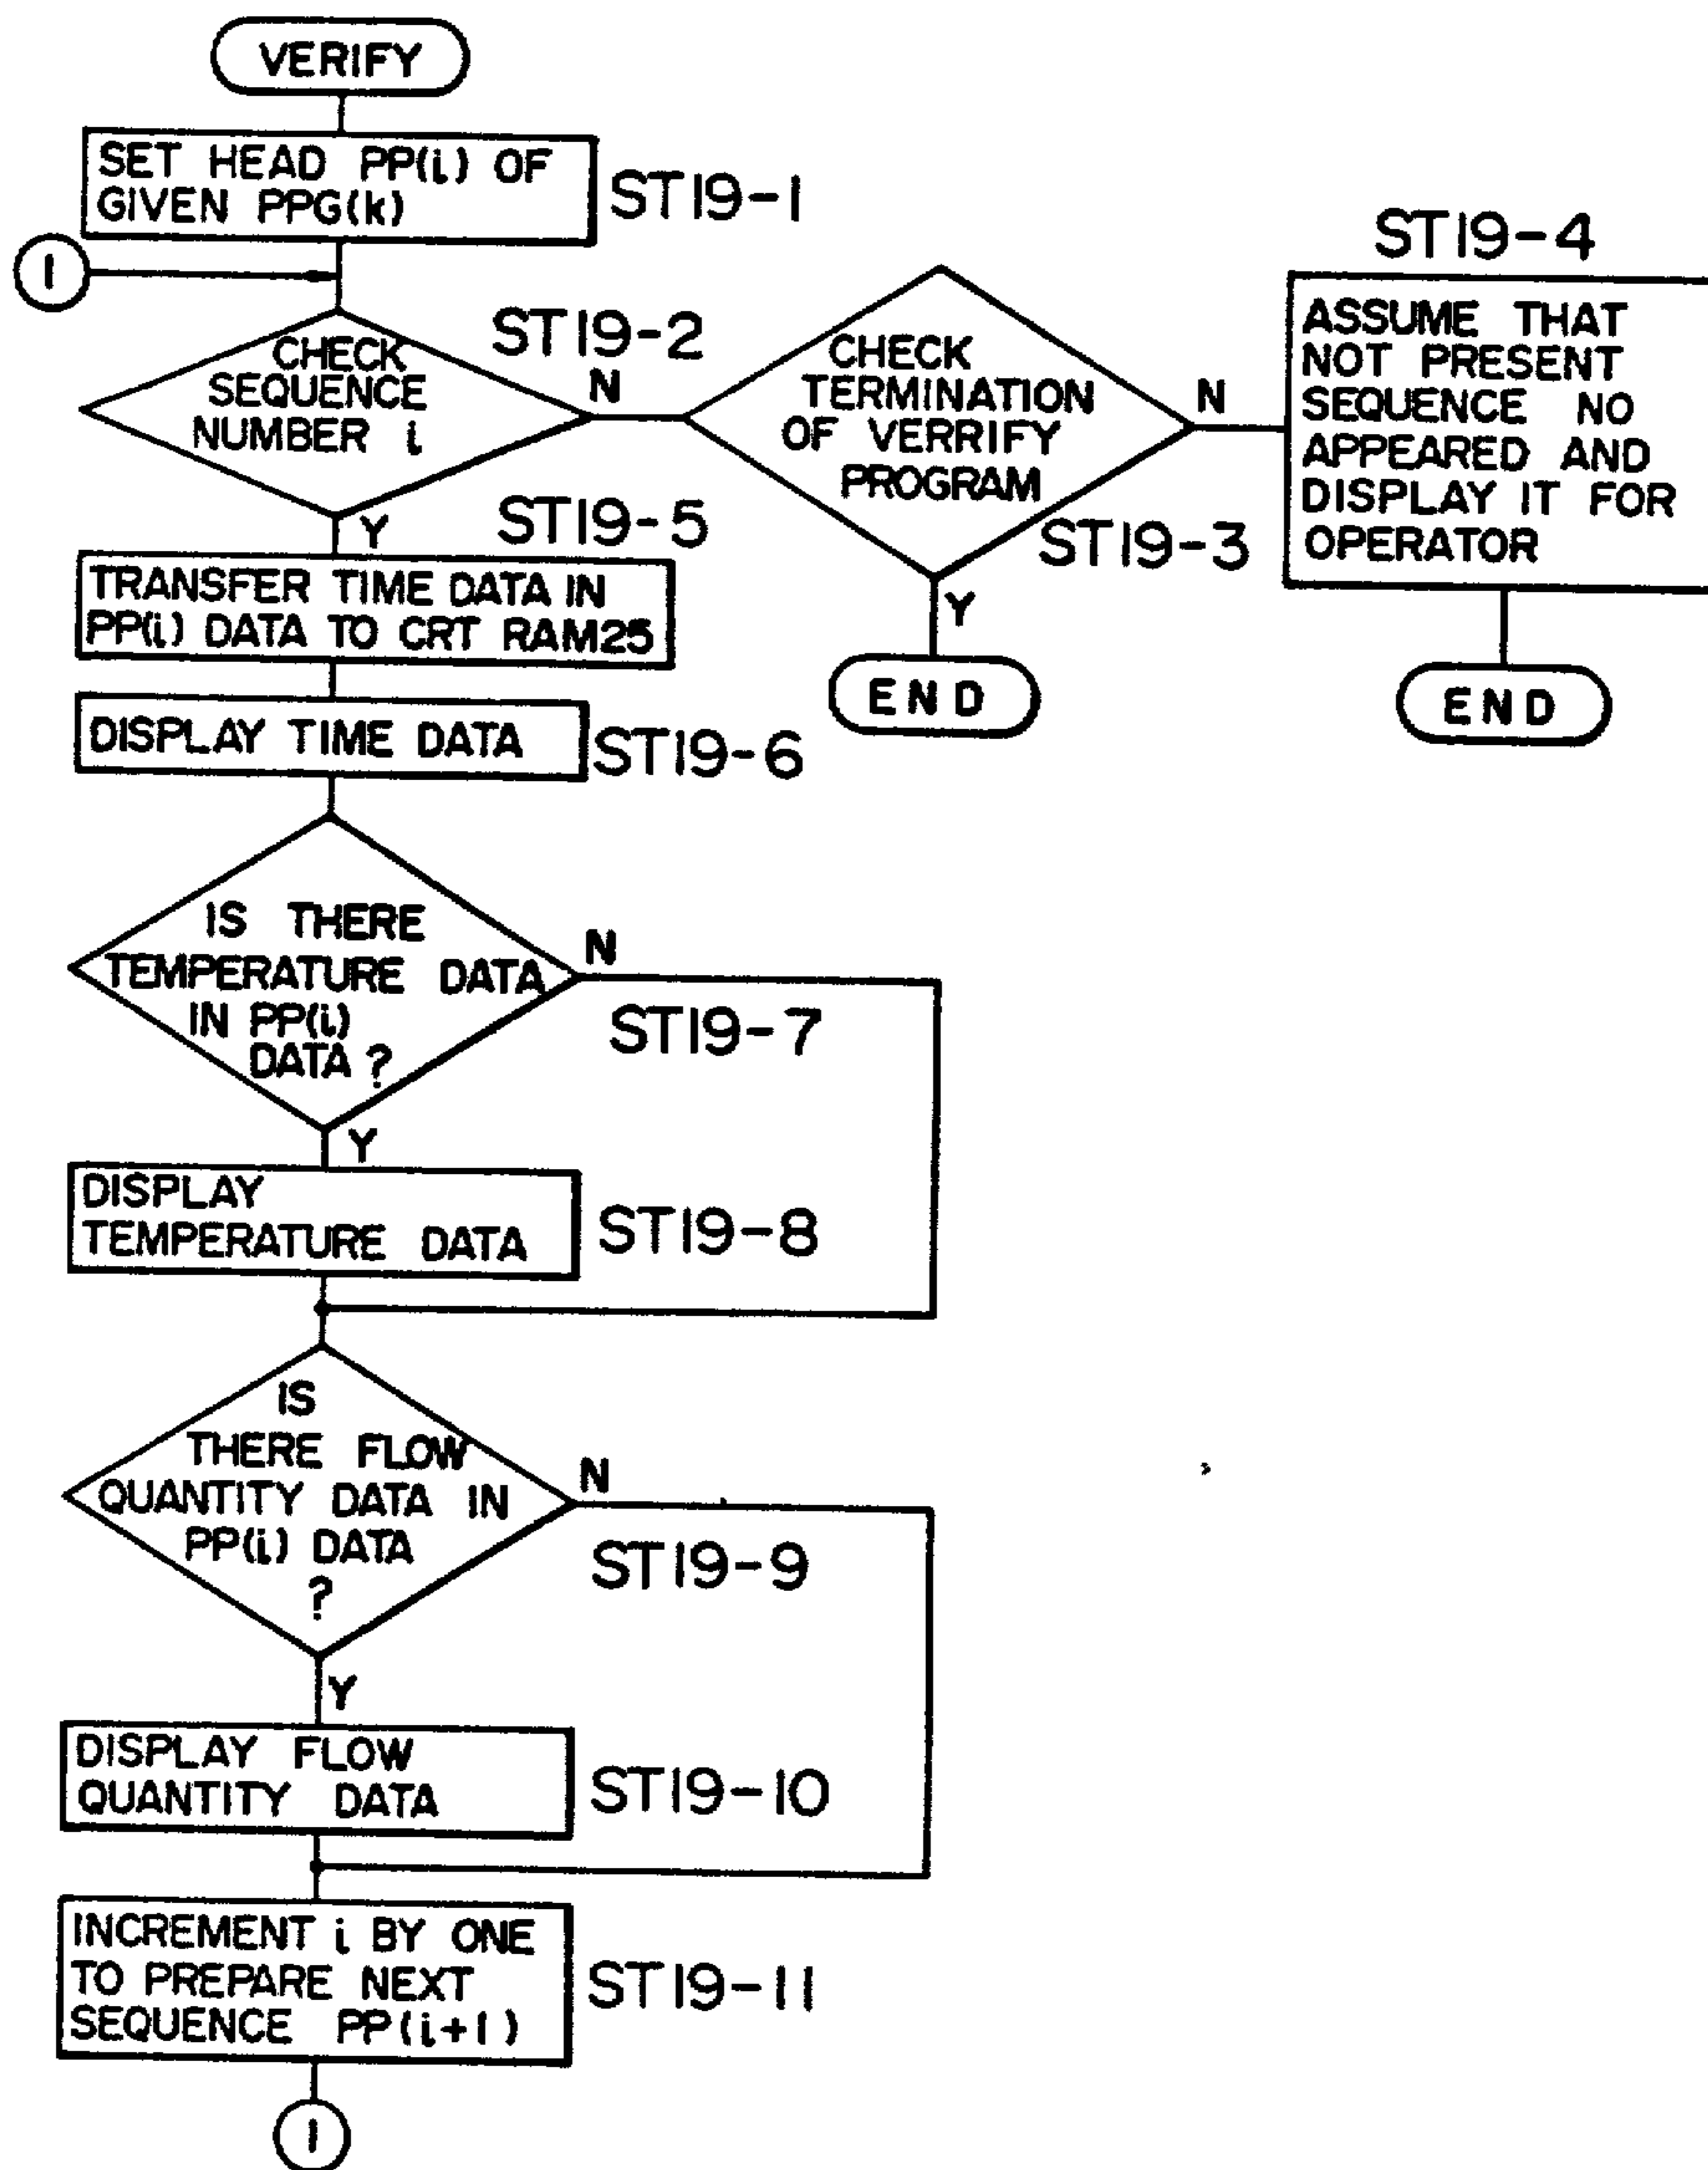 VERIFY
SET HEAD PP(i) OF
GIVEN PPG(k)
ST19-1
1
CHECK
SEQUENCE
NUMBER i
ST19-2
N
Y
CHECK
TERMINATION
OF VERRIFY
PROGRAM
N
ST19-3
Y
END
ST19-4
ASSUME THAT
NOT PRESENT
SEQUENCE NO
APPEARED AND
DISPLAY IT FOR
OPERATOR
END
ST19-5
TRANSFER TIME DATA IN
PP(i) DATA TO CRT RAM25
DISPLAY TIME DATA
ST19-6
IS THERE
TEMPERATURE DATA
IN PP(i)
DATA ?
N
ST19-7
Y
DISPLAY
TEMPERATURE DATA
ST19-8
IS
THERE FLOW
QUANTITY DATA IN
PP(i) DATA
?
N
ST19-9
Y
DISPLAY FLOW
QUANTITY DATA
ST19-10
INCREMENT i BY ONE
TO PREPARE NEXT
SEQUENCE PP(i+1)
ST19-11
1